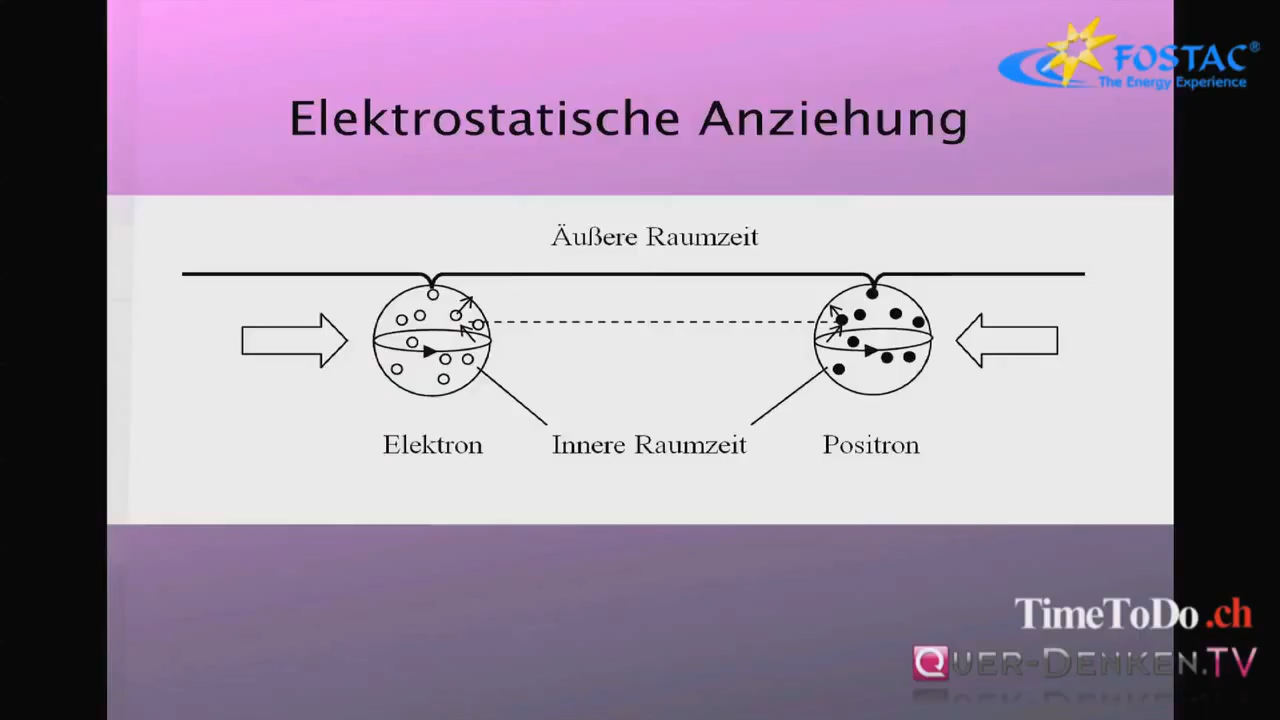 FOSTAC®
The Energy Experience
Elektrostatische Anziehung
Äußere Raumzeit
Elektron
Innere Raumzeit
Positron
TimeToDo.ch
QUER-DENKEN.TV